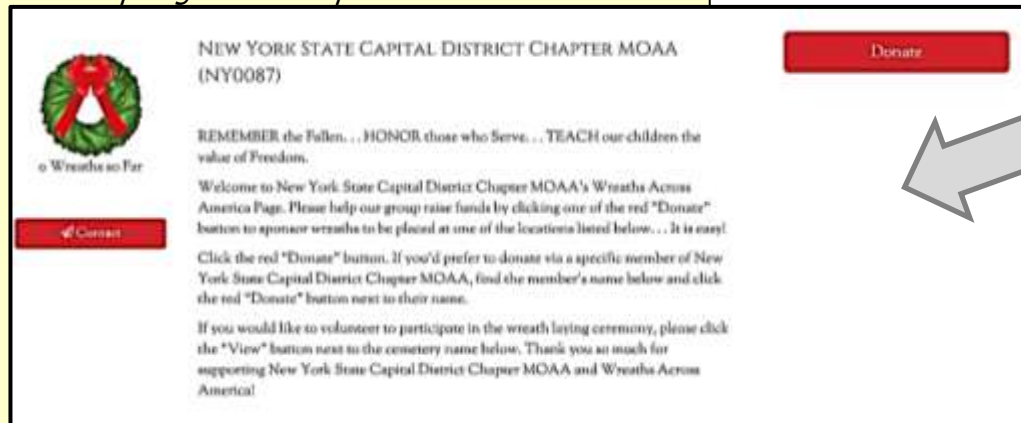 NEW YORK STATE CAPITAL DISTRICT CHAPTER MOAA
(NY0087)
Donate
0 Wreaths so Far
Contact
REMEMBER the Fallen. . . HONOR those who Serve. . . TEACH our children the
value of Freedom.
Welcome to New York State Capital District Chapter MOAA's Wreaths Across
America Page. Please help our group raise funds by clicking one of the red "Donate"
button to sponsor wreaths to be placed at one of the locations listed below. . . It is easy!
Click the red "Donate" button. If you'd prefer to donate via a specific member of New
York State Capital District Chapter MOAA, find the member's name below and click
the red "Donate" button next to their name.
If you would like to volunteer to participate in the wreath laying ceremony, please click
the "View" button next to the cemetery name below. Thank you so much for
supporting New York State Capital District Chapter MOAA and Wreaths Across
America!